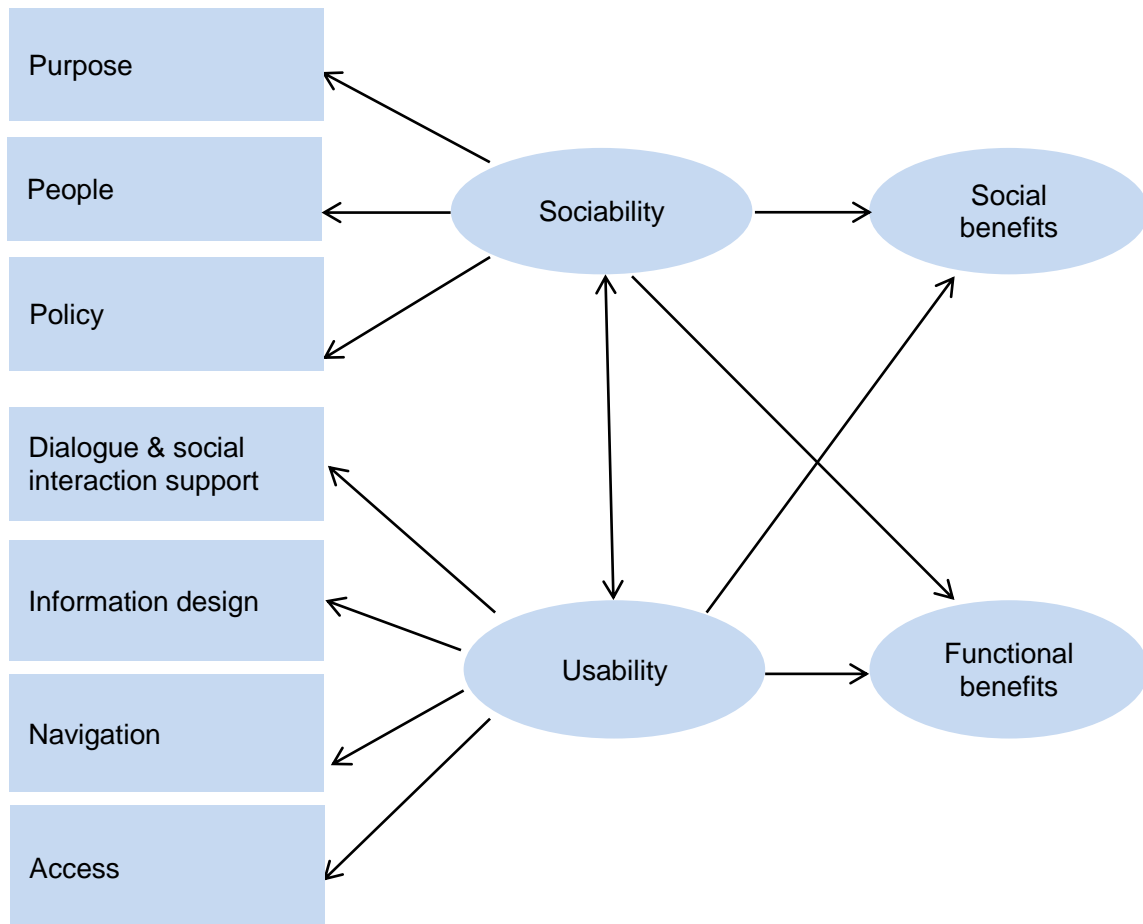 Purpose
People
Policy
Dialogue & social
interaction support
Information design
Navigation
Access
Sociability
Usability
Social
benefits
Functional
benefits